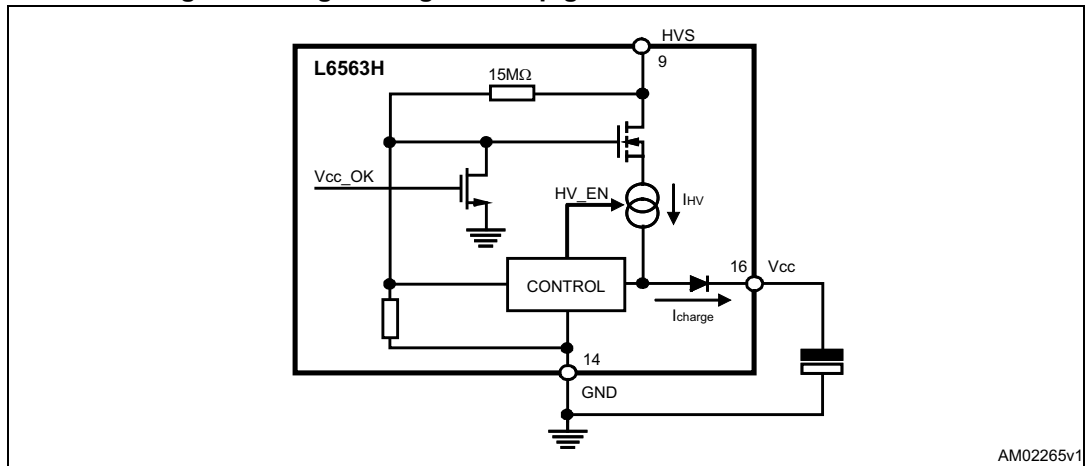 HVS
9
L6563H
15MΩ
Vcc_OK
HV_EN
IHV
16
Vcc
CONTROL
Icharge
14
GND
AM02265v1